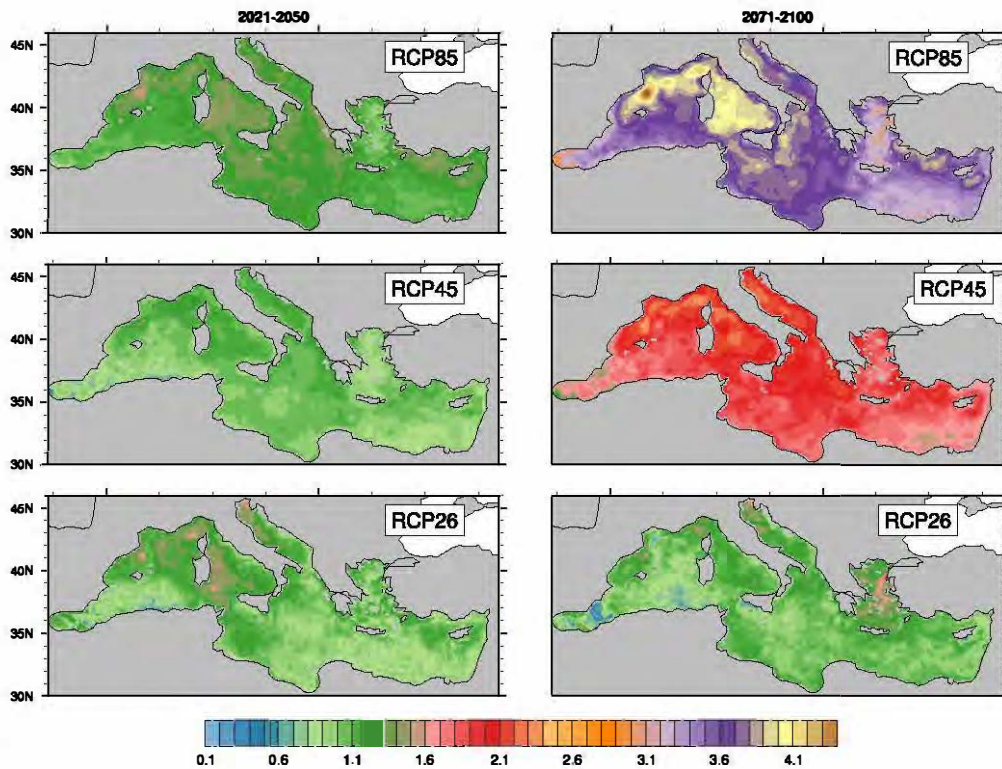 2021-2050 2071-2100
45N RCP85 RCP85
40N
35N
30N
45N RCP45 RCP45
40N
35N
30N
45N RCP26 RCP26
40N
35N
30N
0.1 0.6 1.1 1.6 2.1 2.6 3.1 3.6 4.1